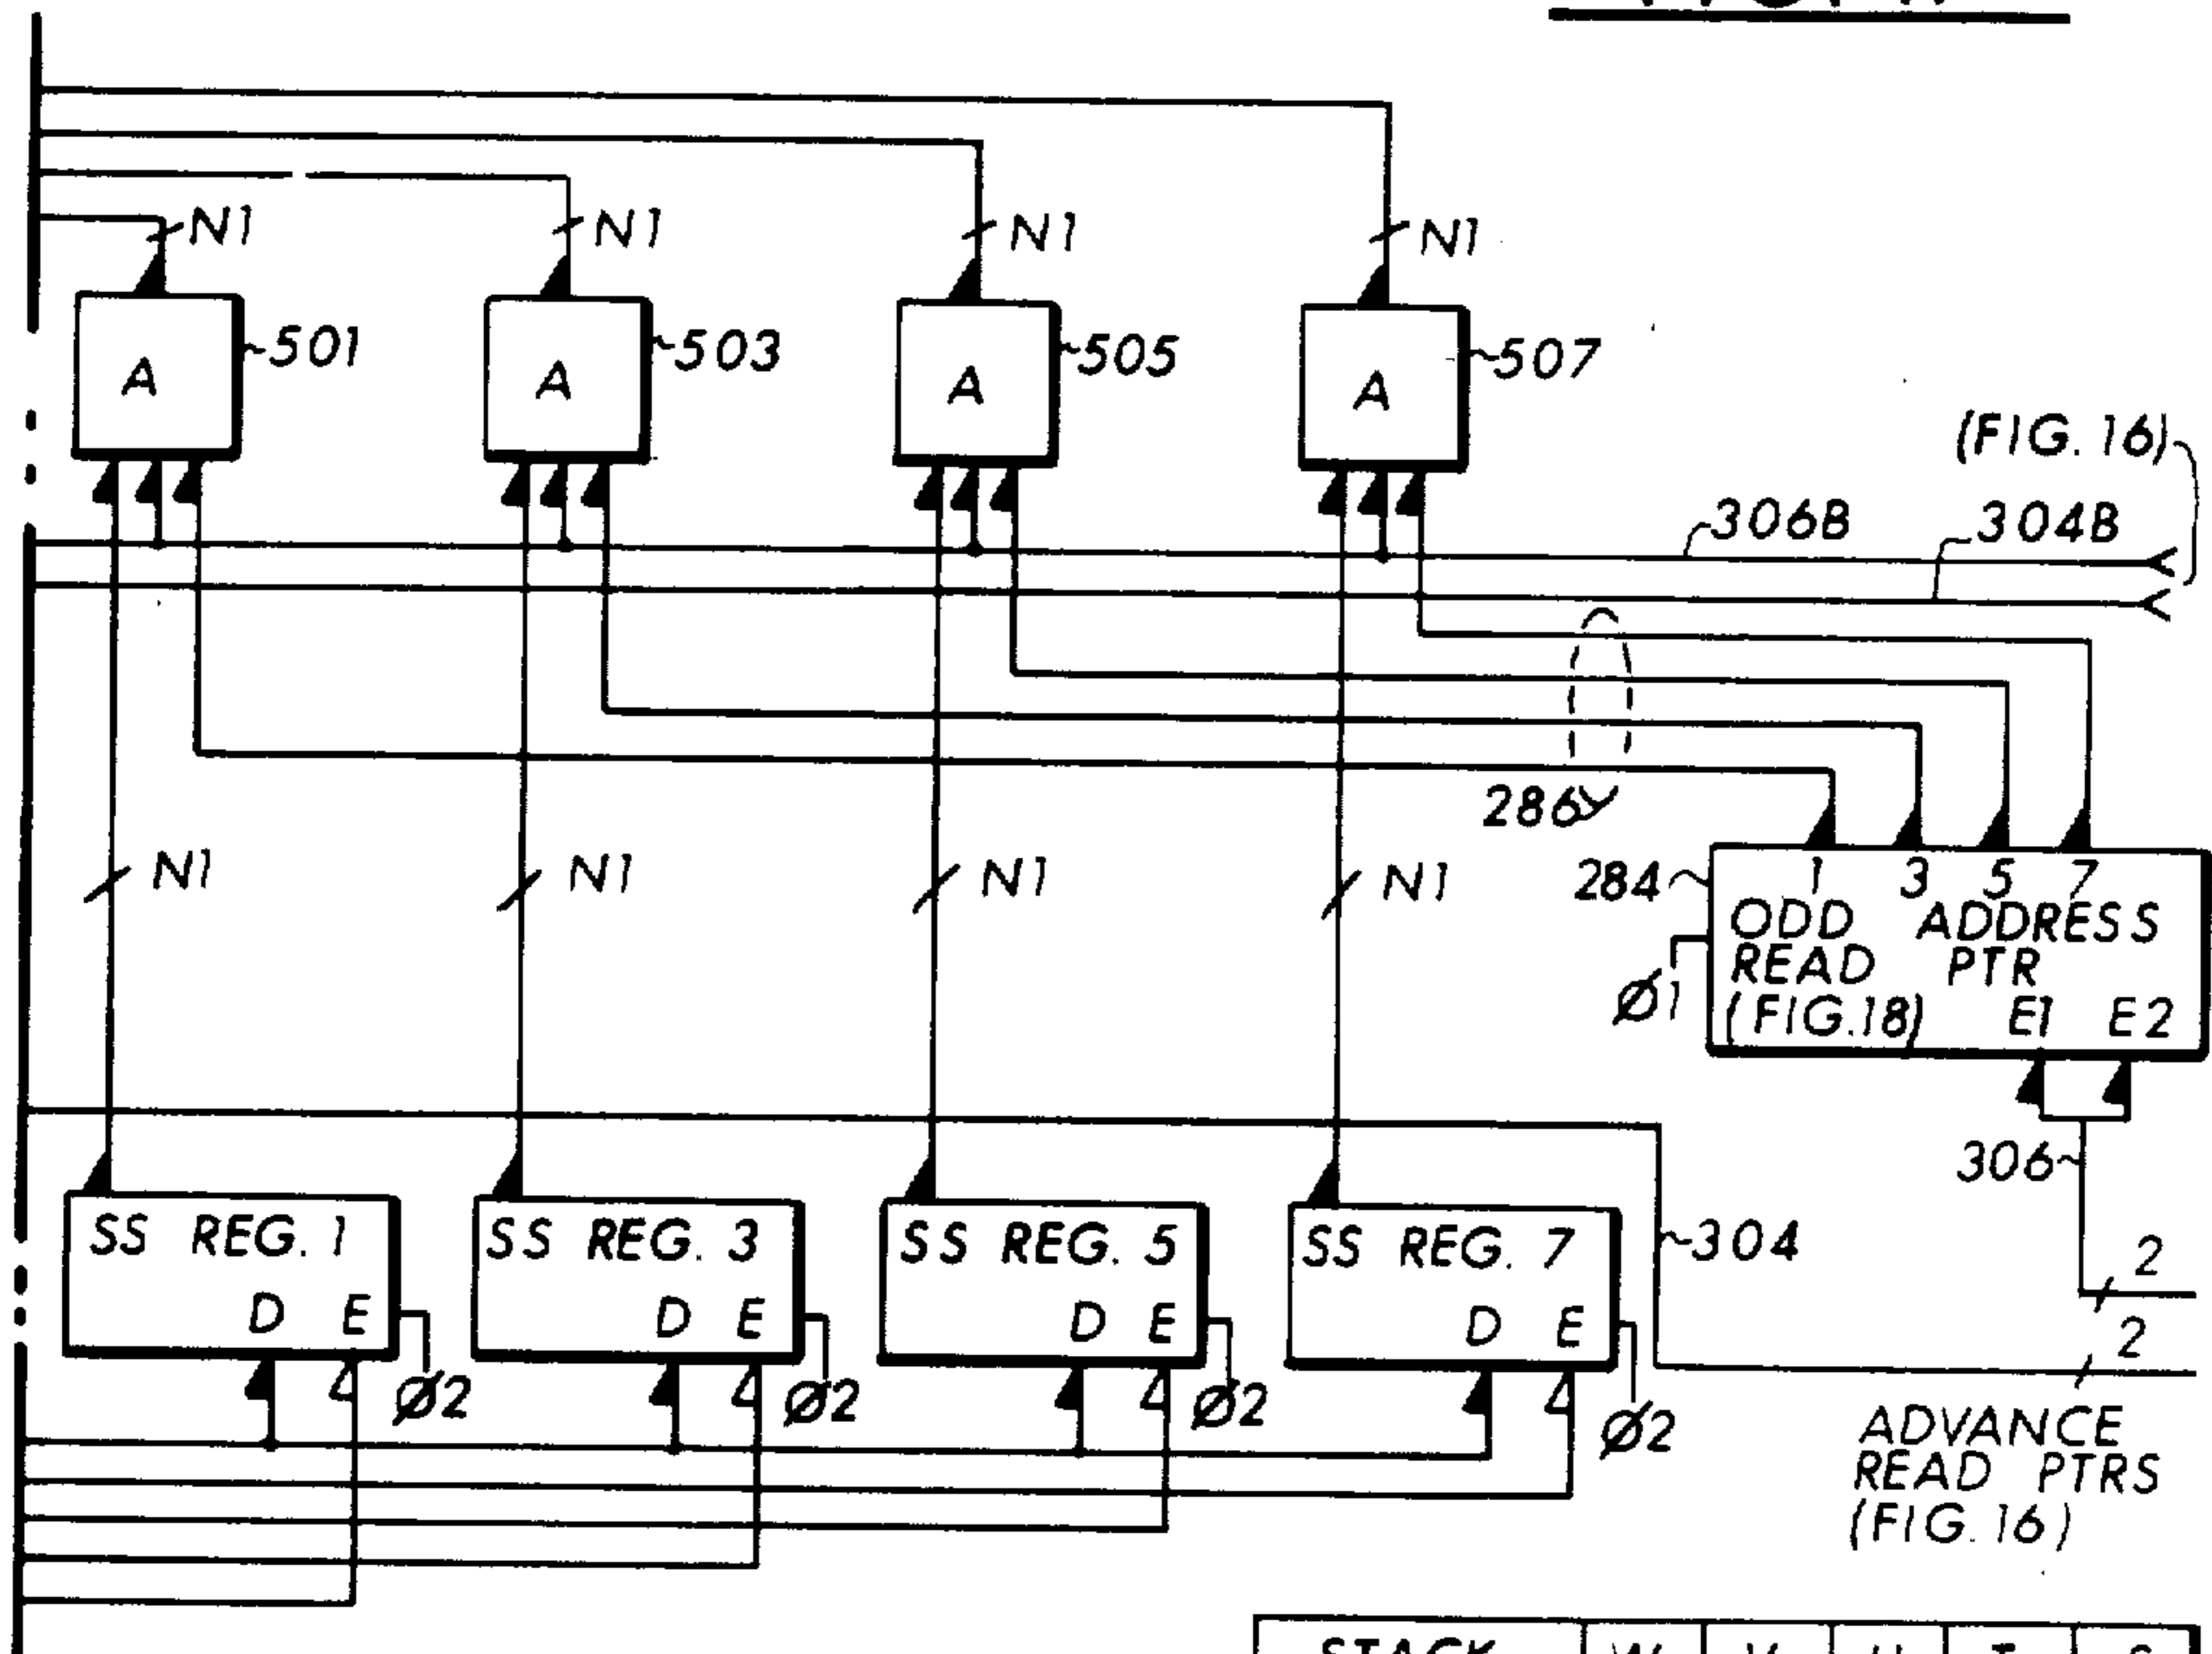 N1 N1 N1 N1
A 501 A 503 A 505 A 507
(FIG. 16)
306B 304B
286
N1 N1 N1 N1
284 1 3 5 7
ODD ADDRESS
READ PTR
(FIG.18) E1 E2
Ø1
306
SS REG. 1 SS REG. 3 SS REG. 5 SS REG. 7
304
D E D E D E D E
Ø2 Ø2 Ø2 Ø2
2
2
ADVANCE
READ PTRS
(FIG. 16)